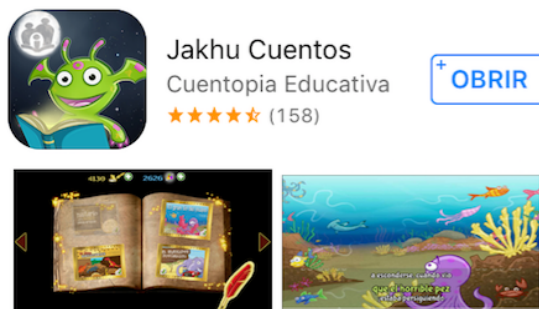 Jakhu Cuentos
Cuentopia Educativa
(158)
+ OBRIR
4130
2626
a esconderse, cuando vio
que el horrible pez
estaba persiguiendo